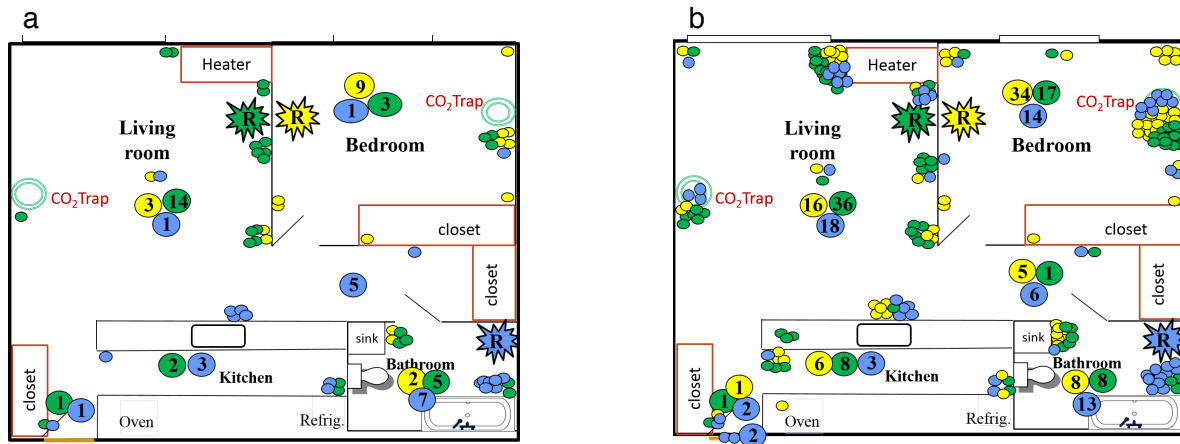 a
Heater
R
R
9
1
3
CO2Trap
Living
room
Bedroom
CO2Trap
3
14
1
closet
closet
5
R
sink
2
3
Kitchen
Bathroom
2
5
7
closet
1
1
Oven
Refrig.
b
Heater
R
R
34
17
14
CO2Trap
Living
room
Bedroom
CO2Trap
16
36
18
closet
closet
5
1
6
R
sink
6
8
3
Kitchen
Bathroom
8
8
13
closet
1
1
2
2
Oven
Refrig.